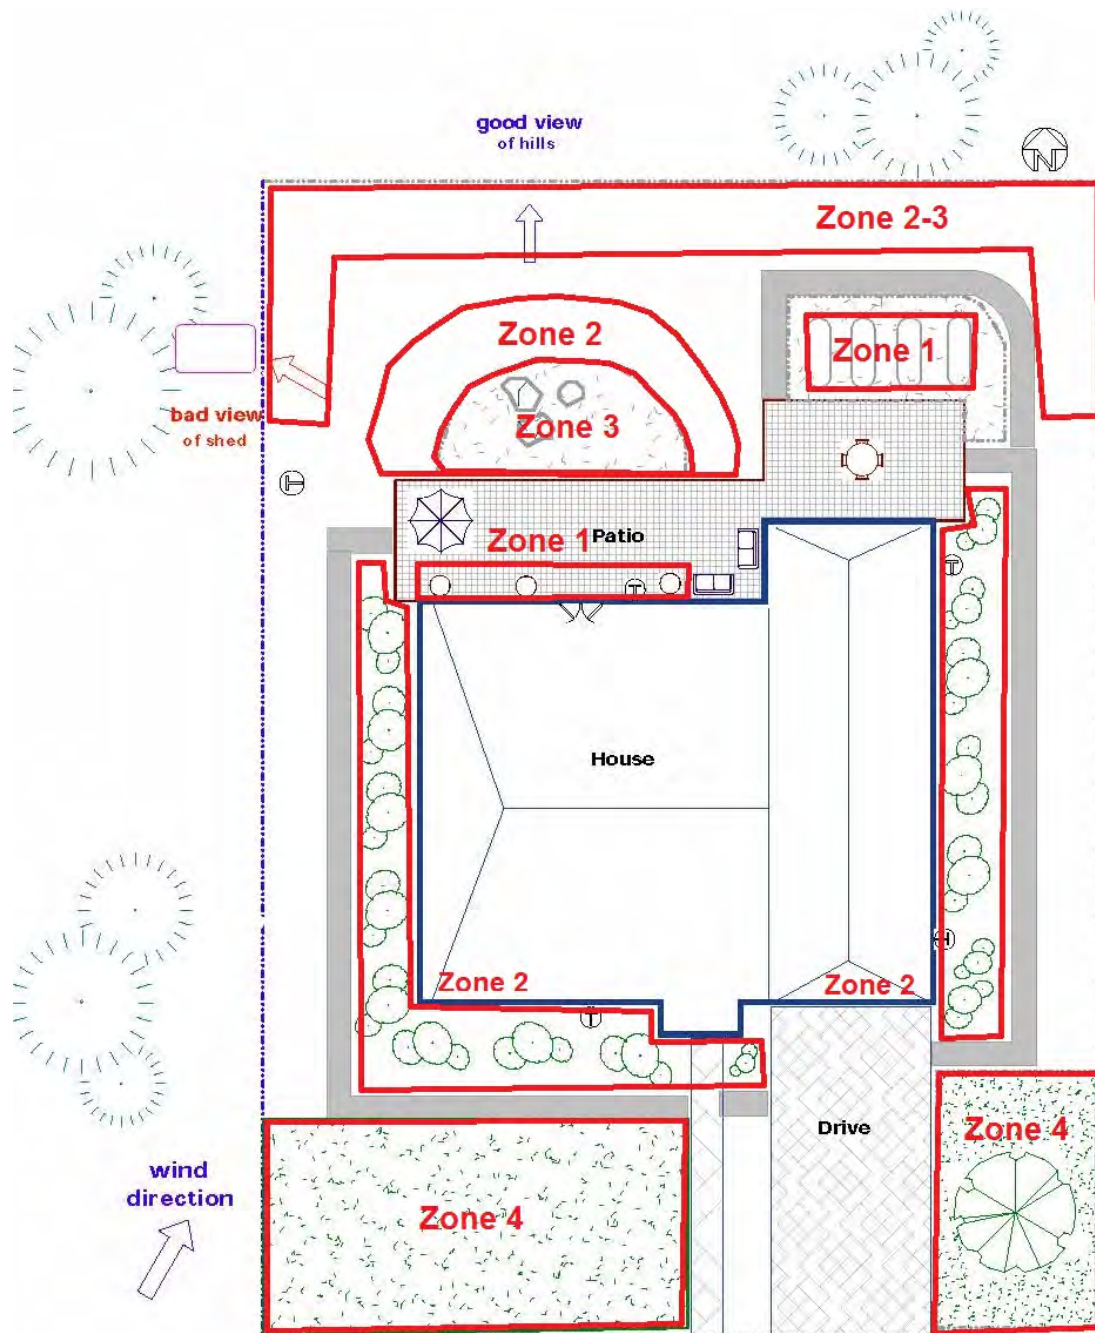 good view
of hills
N
Zone 2-3
Zone 2
Zone 1
Zone 3
bad view
of shed
T
Zone 1
Patio
T
T
House
H
Zone 2
Zone 2
T
Drive
Zone 4
wind
direction
Zone 4